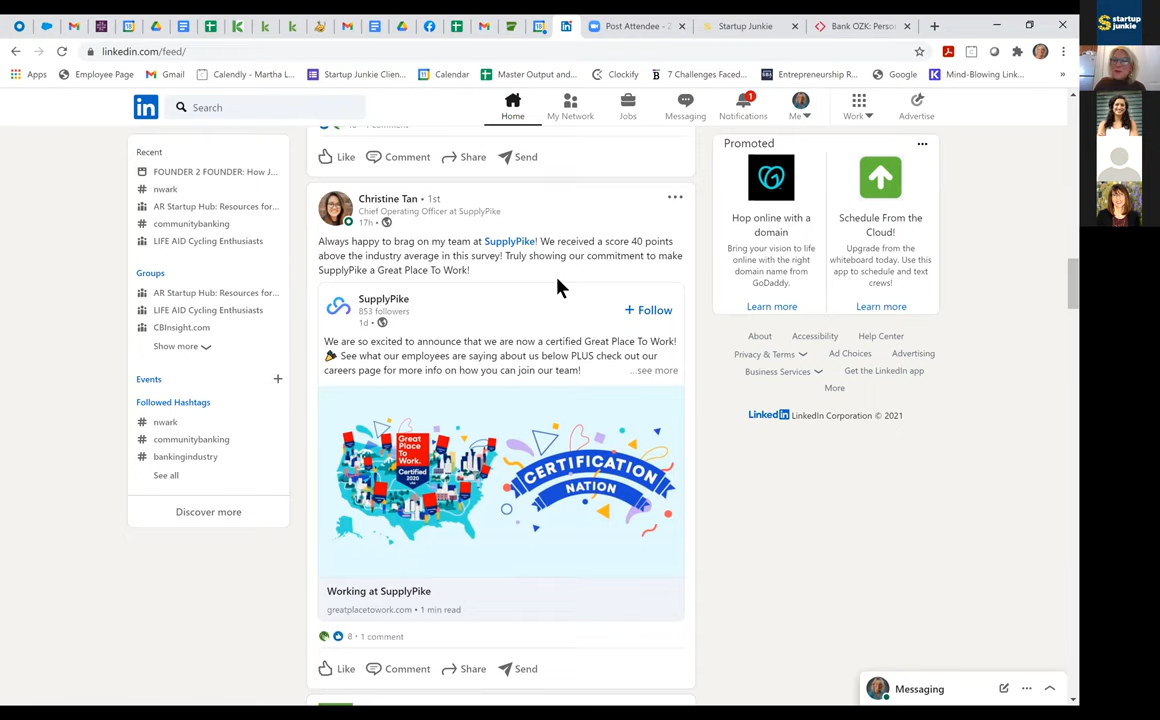 Post Attendee - Z
Startup Junkie
Bank OZK: Perso
startup
junkie
linkedin.com/feed/
Apps
Employee Page
Gmail
Calendly - Martha L...
Startup Junkie Clien...
Calendar
Master Output and...
Clockify
7 Challenges Faced...
Entrepreneurship R...
Google
Mind-Blowing Link...
Search
Home
My Network
Jobs
Messaging
1
Notifications
Me
Work
Advertise
Recent
FOUNDER 2 FOUNDER: How J...
nwark
AR Startup Hub: Resources for...
communitybanking
LIFE AID Cycling Enthusiasts
Groups
AR Startup Hub: Resources for...
LIFE AID Cycling Enthusiasts
CBInsight.com
Show more
Events
Followed Hashtags
# nwark
# communitybanking
# bankingindustry
See all
Discover more
Like
Comment
Share
Send
Christine Tan • 1st
Chief Operating Officer at SupplyPike
17h •
Always happy to brag on my team at SupplyPike! We received a score 40 points
above the industry average in this survey! Truly showing our commitment to make
SupplyPike a Great Place To Work!
SupplyPike
853 followers
1d •
+ Follow
We are so excited to announce that we are now a certified Great Place To Work!
See what our employees are saying about us below PLUS check out our
careers page for more info on how you can join our team!
...see more
Great
Place
To
Work.
Certified
2020
USA
CERTIFICATION
NATION
Working at SupplyPike
greatplacetowork.com • 1 min read
8 • 1 comment
Like
Comment
Share
Send
Promoted
Hop online with a
domain
Bring your vision to life
online with the right
domain name from
GoDaddy.
Learn more
Schedule From the
Cloud!
Upgrade from the
whiteboard today. Use
this app to schedule and text
crews!
Learn more
About
Accessibility
Help Center
Privacy & Terms
Ad Choices
Advertising
Business Services
Get the LinkedIn app
More
LinkedIn LinkedIn Corporation © 2021
Messaging